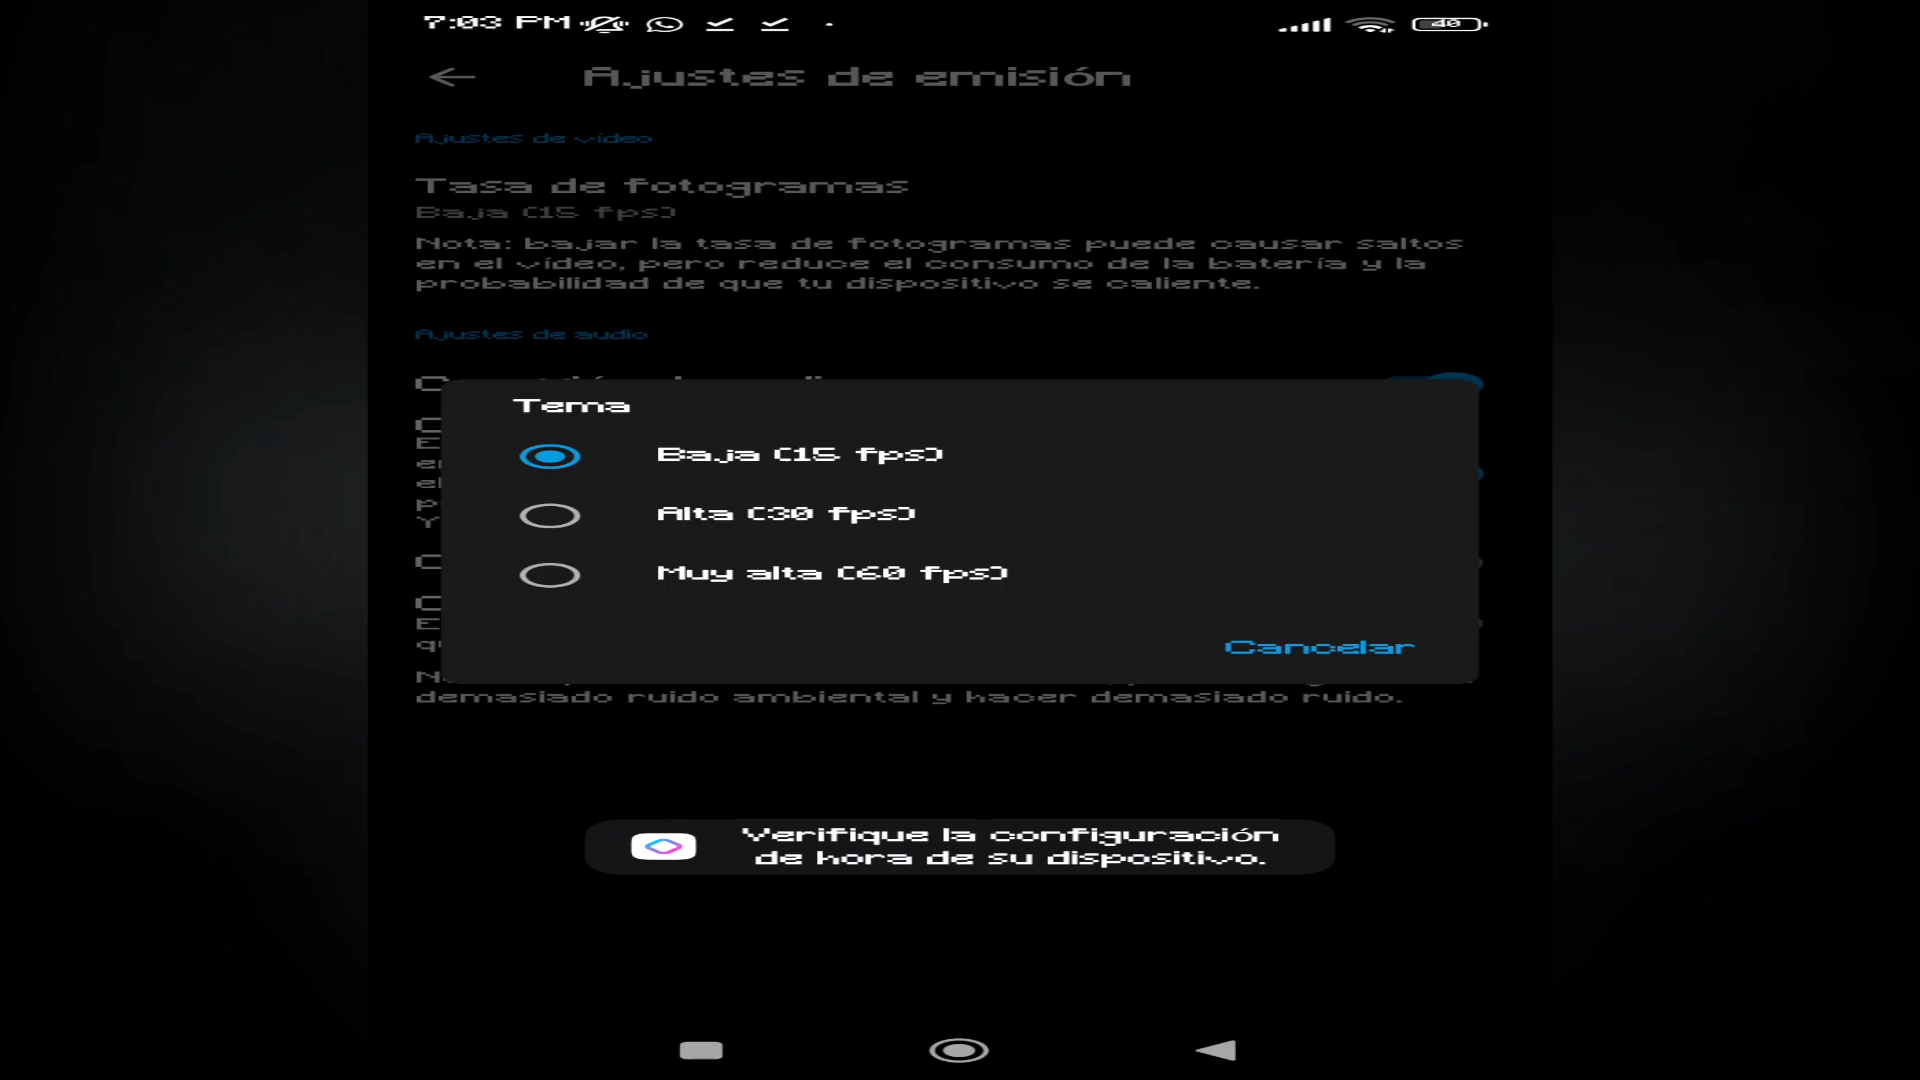 7:03 PM
40
Ajustes de emisión
Ajustes de vídeo
Tasa de fotogramas
Baja (15 fps)
Nota: bajar la tasa de fotogramas puede causar saltos
en el vídeo, pero reduce el consumo de la batería y la
probabilidad de que tu dispositivo se caliente.
Ajustes de audio
Tema
Baja (15 fps)
Alta (30 fps)
Muy alta (60 fps)
Cancelar
demasiado ruido ambiental y hacer demasiado ruido.
Verifique la configuración
de hora de su dispositivo.